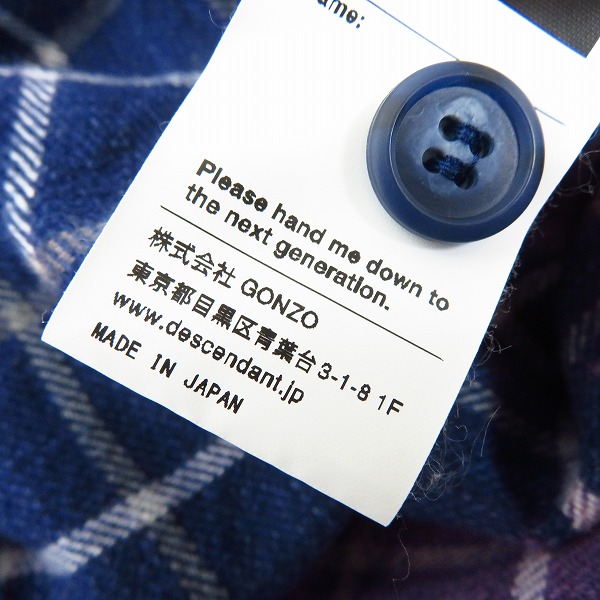 Please hand me down to
the next generation.
株式会社 GONZO
東京都目黒区青葉台 3-1-8 1F
www.descendant.jp
MADE IN JAPAN